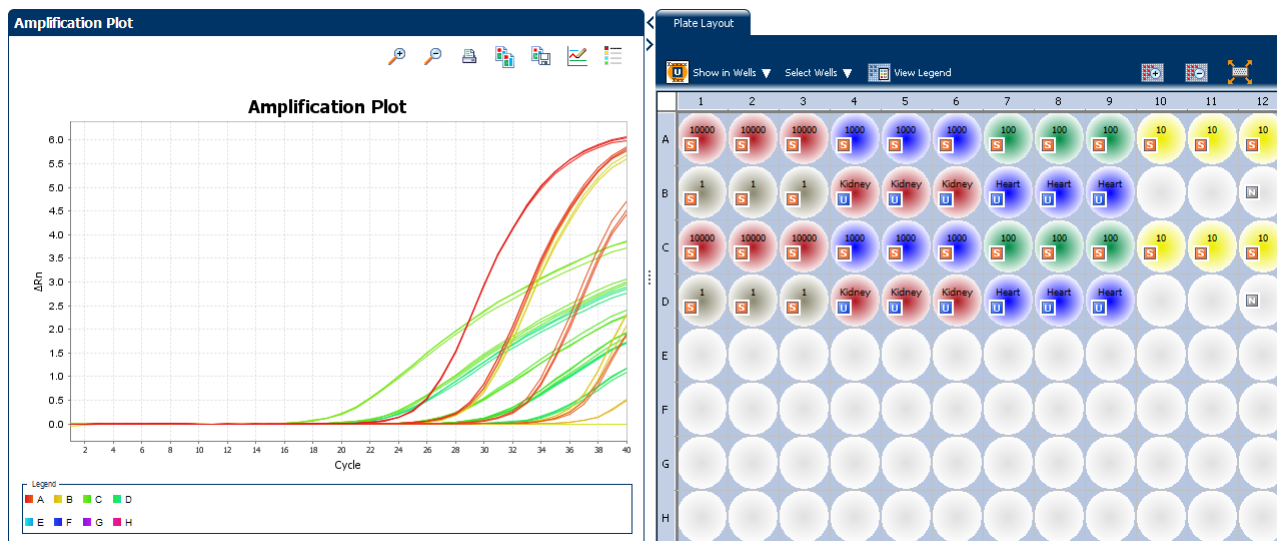 Amplification Plot
Amplification Plot
ΔRn
6.0
5.5
5.0
4.5
4.0
3.5
3.0
2.5
2.0
1.5
1.0
0.5
0.0
2 4 6 8 10 12 14 16 18 20 22 24 26 28 30 32 34 36 38 40
Cycle
Legend
A B C D
E F G H
Plate Layout
U Show in Wells ▼ Select Wells ▼ View Legend
1 2 3 4 5 6 7 8 9 10 11 12
A 10000 10000 10000 1000 1000 1000 100 100 100 10 10 10
S S S S S S S S S S S S
B 1 1 1 Kidney Kidney Kidney Heart Heart Heart
S S S U U U U U U N
C 10000 10000 10000 1000 1000 1000 100 100 100 10 10 10
S S S S S S S S S S S S
D 1 1 1 Kidney Kidney Kidney Heart Heart Heart
S S S U U U U U U N
E
F
G
H